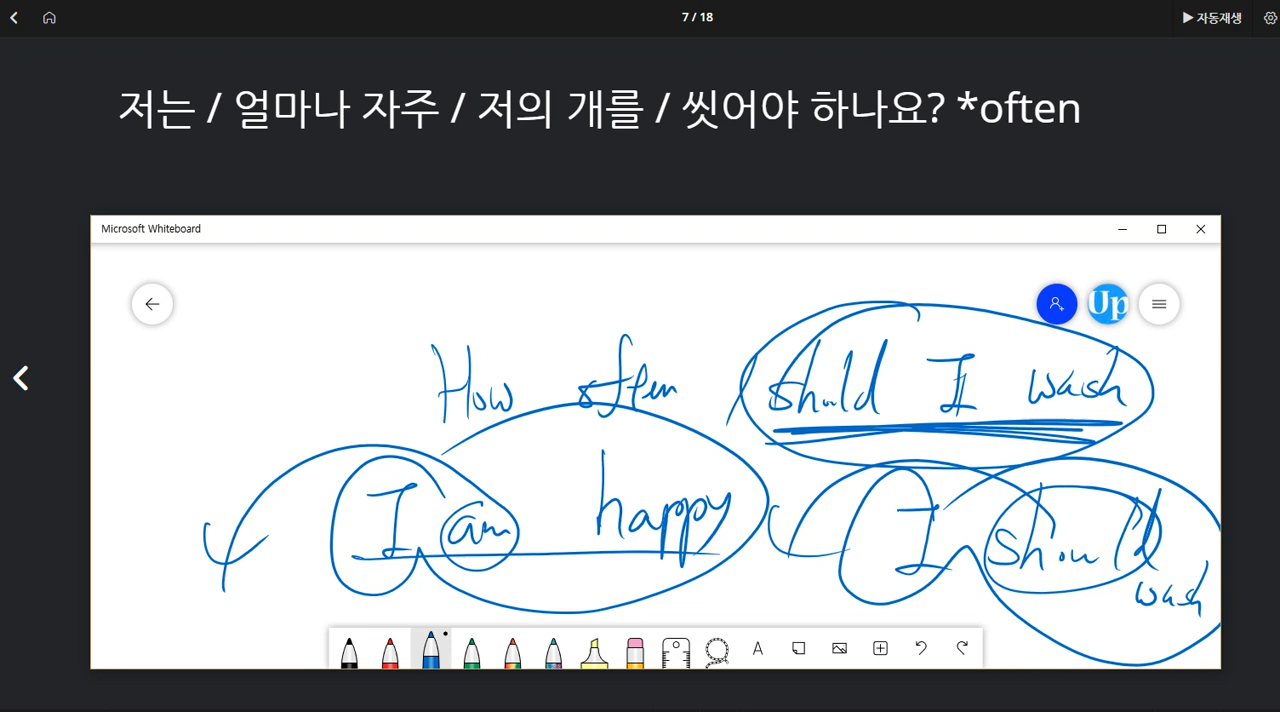 7 / 18
▶ 자동재생
저는 / 얼마나 자주 / 저의 개를 / 씻어야 하나요? *often
Microsoft Whiteboard
Up
How often should I wash
I am happy
I should
wash
A